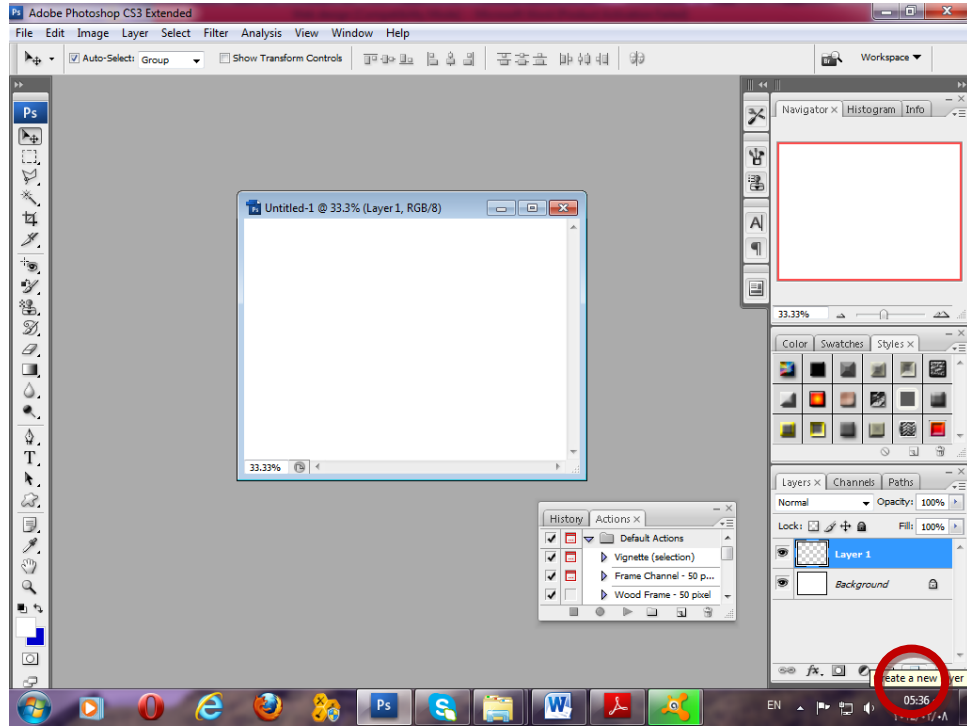 Ps Adobe Photoshop CS3 Extended
File Edit Image Layer Select Filter Analysis View Window Help
Auto-Select: Group Show Transform Controls Workspace
Ps
Navigator × Histogram Info
Untitled-1 @ 33.3% (Layer 1, RGB/8)
A
33.33%
Color Swatches Styles ×
T
33.33%
Layers × Channels Paths
Normal Opacity: 100%
Lock: Fill: 100%
Layer 1
Background
History Actions ×
Default Actions
Vignette (selection)
Frame Channel - 50 p...
Wood Frame - 50 pixel
fx.
reate a new
yer
Ps
EN
05:36